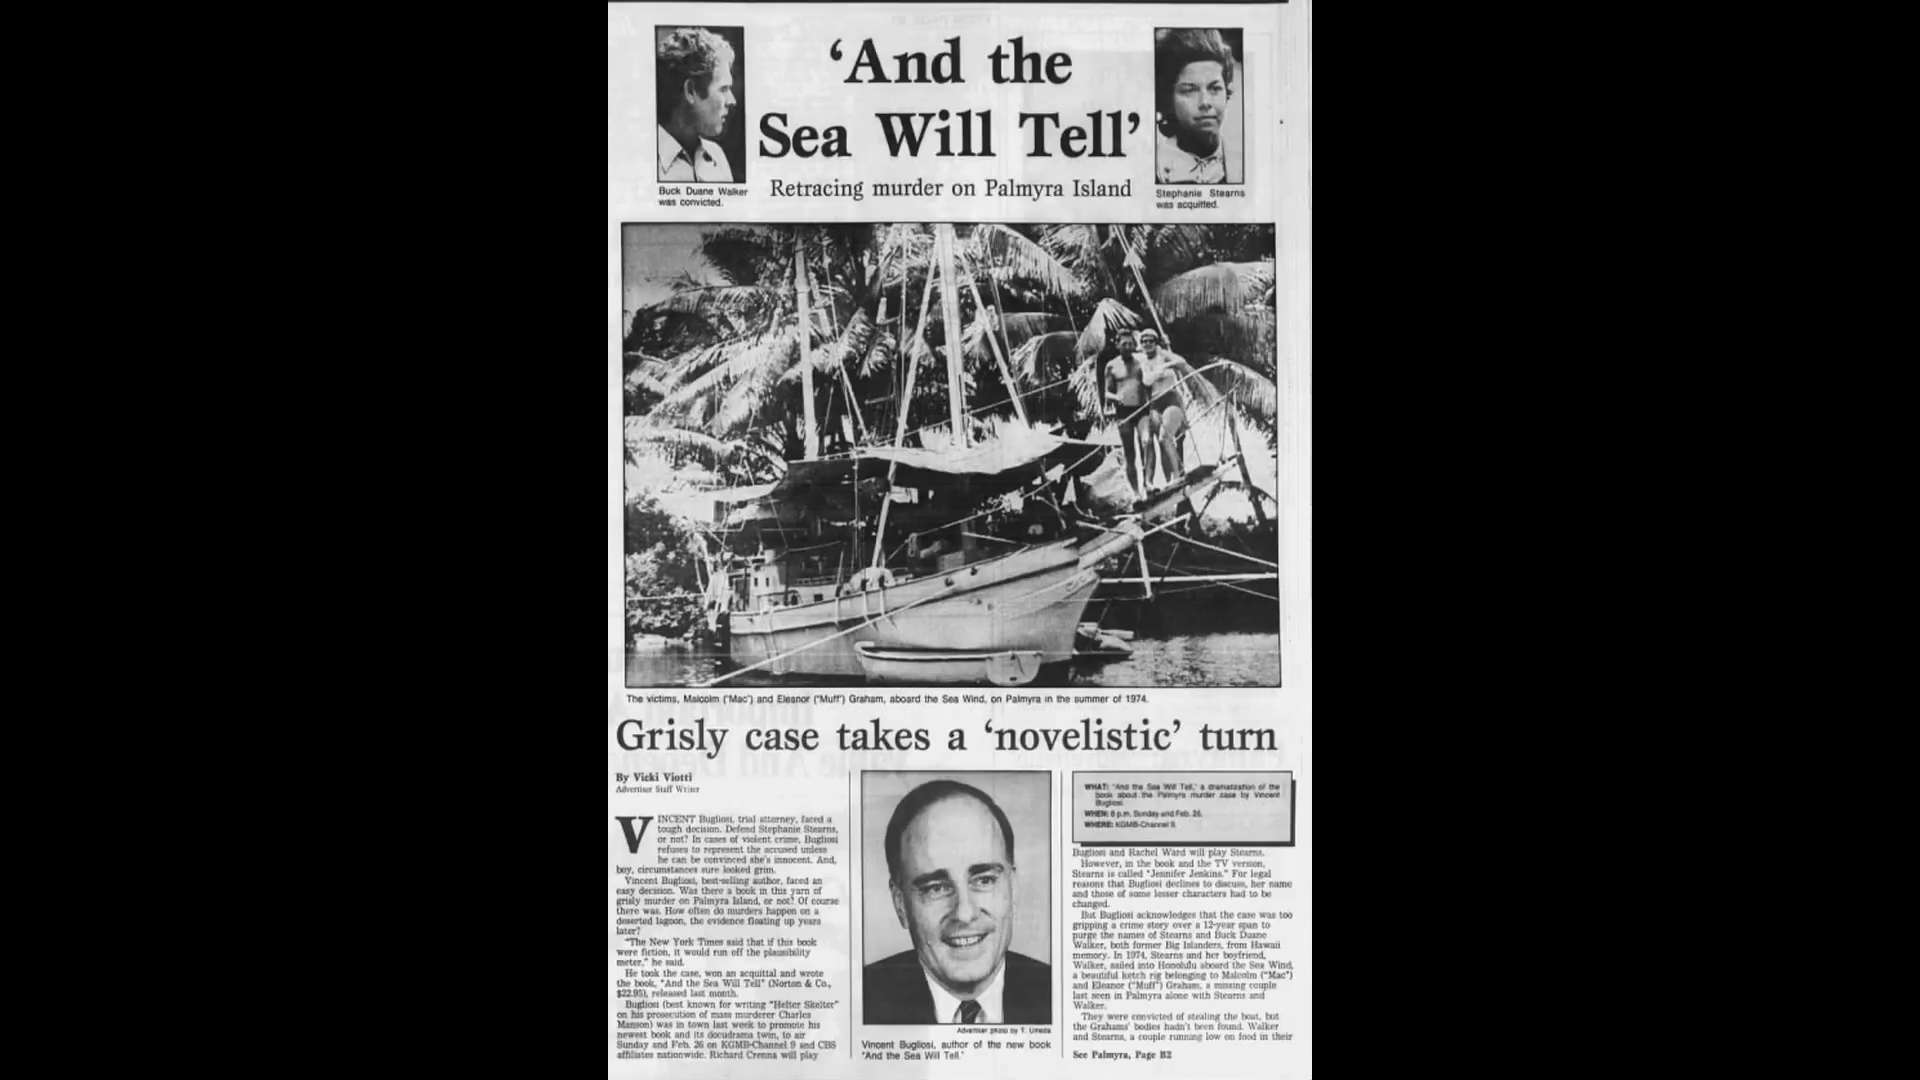 ‘And the
Sea Will Tell’
Retracing murder on Palmyra Island
Buck Duane Walker
was convicted.
Stephanie Stearns
was acquitted.
The victims, Malcolm ("Mac") and Eleanor ("Muff") Graham, aboard the Sea Wind, on Palmyra in the summer of 1974.
Grisly case takes a ‘novelistic’ turn
By Vicki Viotti
Advertiser Staff Writer
VINCENT Bugliosi, trial attorney, faced a
tough decision. Defend Stephanie Stearns,
or not? In cases of violent crime, Bugliosi
refuses to represent the accused unless
he can be convinced she's innocent. And,
boy, circumstances sure looked grim.
Vincent Bugliosi, best-selling author, faced an
easy decision. Was there a book in this yarn of
grisly murder on Palmyra Island, or not? Of course
there was. How often do murders happen on a
deserted lagoon, the evidence floating up years
later?
"The New York Times said that if this book
were fiction, it would run off the plausibility
meter," he said.
He took the case, won an acquittal and wrote
the book, "And the Sea Will Tell" (Norton & Co.,
$22.95), released last month.
Bugliosi (best known for writing "Helter Skelter"
on his prosecution of mass murderer Charles
Manson) was in town last week to promote his
newest book and its docudrama twin, to air
Sunday and Feb. 26 on KGMB-Channel 9 and CBS
affiliates nationwide. Richard Crenna will play
Advertiser photo by T. Umeda
Vincent Bugliosi, author of the new book
"And the Sea Will Tell."
WHAT: "And the Sea Will Tell," a dramatization of the
book about the Palmyra murder case by Vincent
Bugliosi.
WHEN: 8 p.m. Sunday and Feb. 26.
WHERE: KGMB-Channel 9.
Bugliosi and Rachel Ward will play Stearns.
However, in the book and the TV version,
Stearns is called "Jennifer Jenkins." For legal
reasons that Bugliosi declines to discuss, her name
and those of some lesser characters had to be
changed.
But Bugliosi acknowledges that the case was too
gripping a crime story over a 12-year span to
purge the names of Stearns and Buck Duane
Walker, both former Big Islanders, from Hawaii
memory. In 1974, Stearns and her boyfriend,
Walker, sailed into Honolulu aboard the Sea Wind,
a beautiful ketch rig belonging to Malcolm ("Mac")
and Eleanor ("Muff") Graham, a missing couple
last seen in Palmyra alone with Stearns and
Walker.
They were convicted of stealing the boat, but
the Grahams' bodies hadn't been found. Walker
and Stearns, a couple running low on food in their
See Palmyra, Page B2